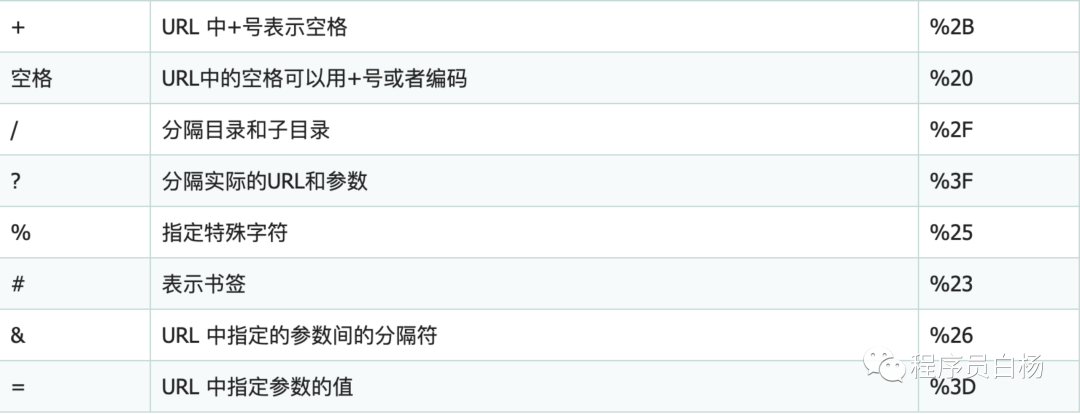 + URL 中+号表示空格 %2B
空格 URL中的空格可以用+号或者编码 %20
/ 分隔目录和子目录 %2F
? 分隔实际的URL和参数 %3F
% 指定特殊字符 %25
# 表示书签 %23
& URL 中指定的参数间的分隔符 %26
= URL 中指定参数的值 %3D
程序员白杨